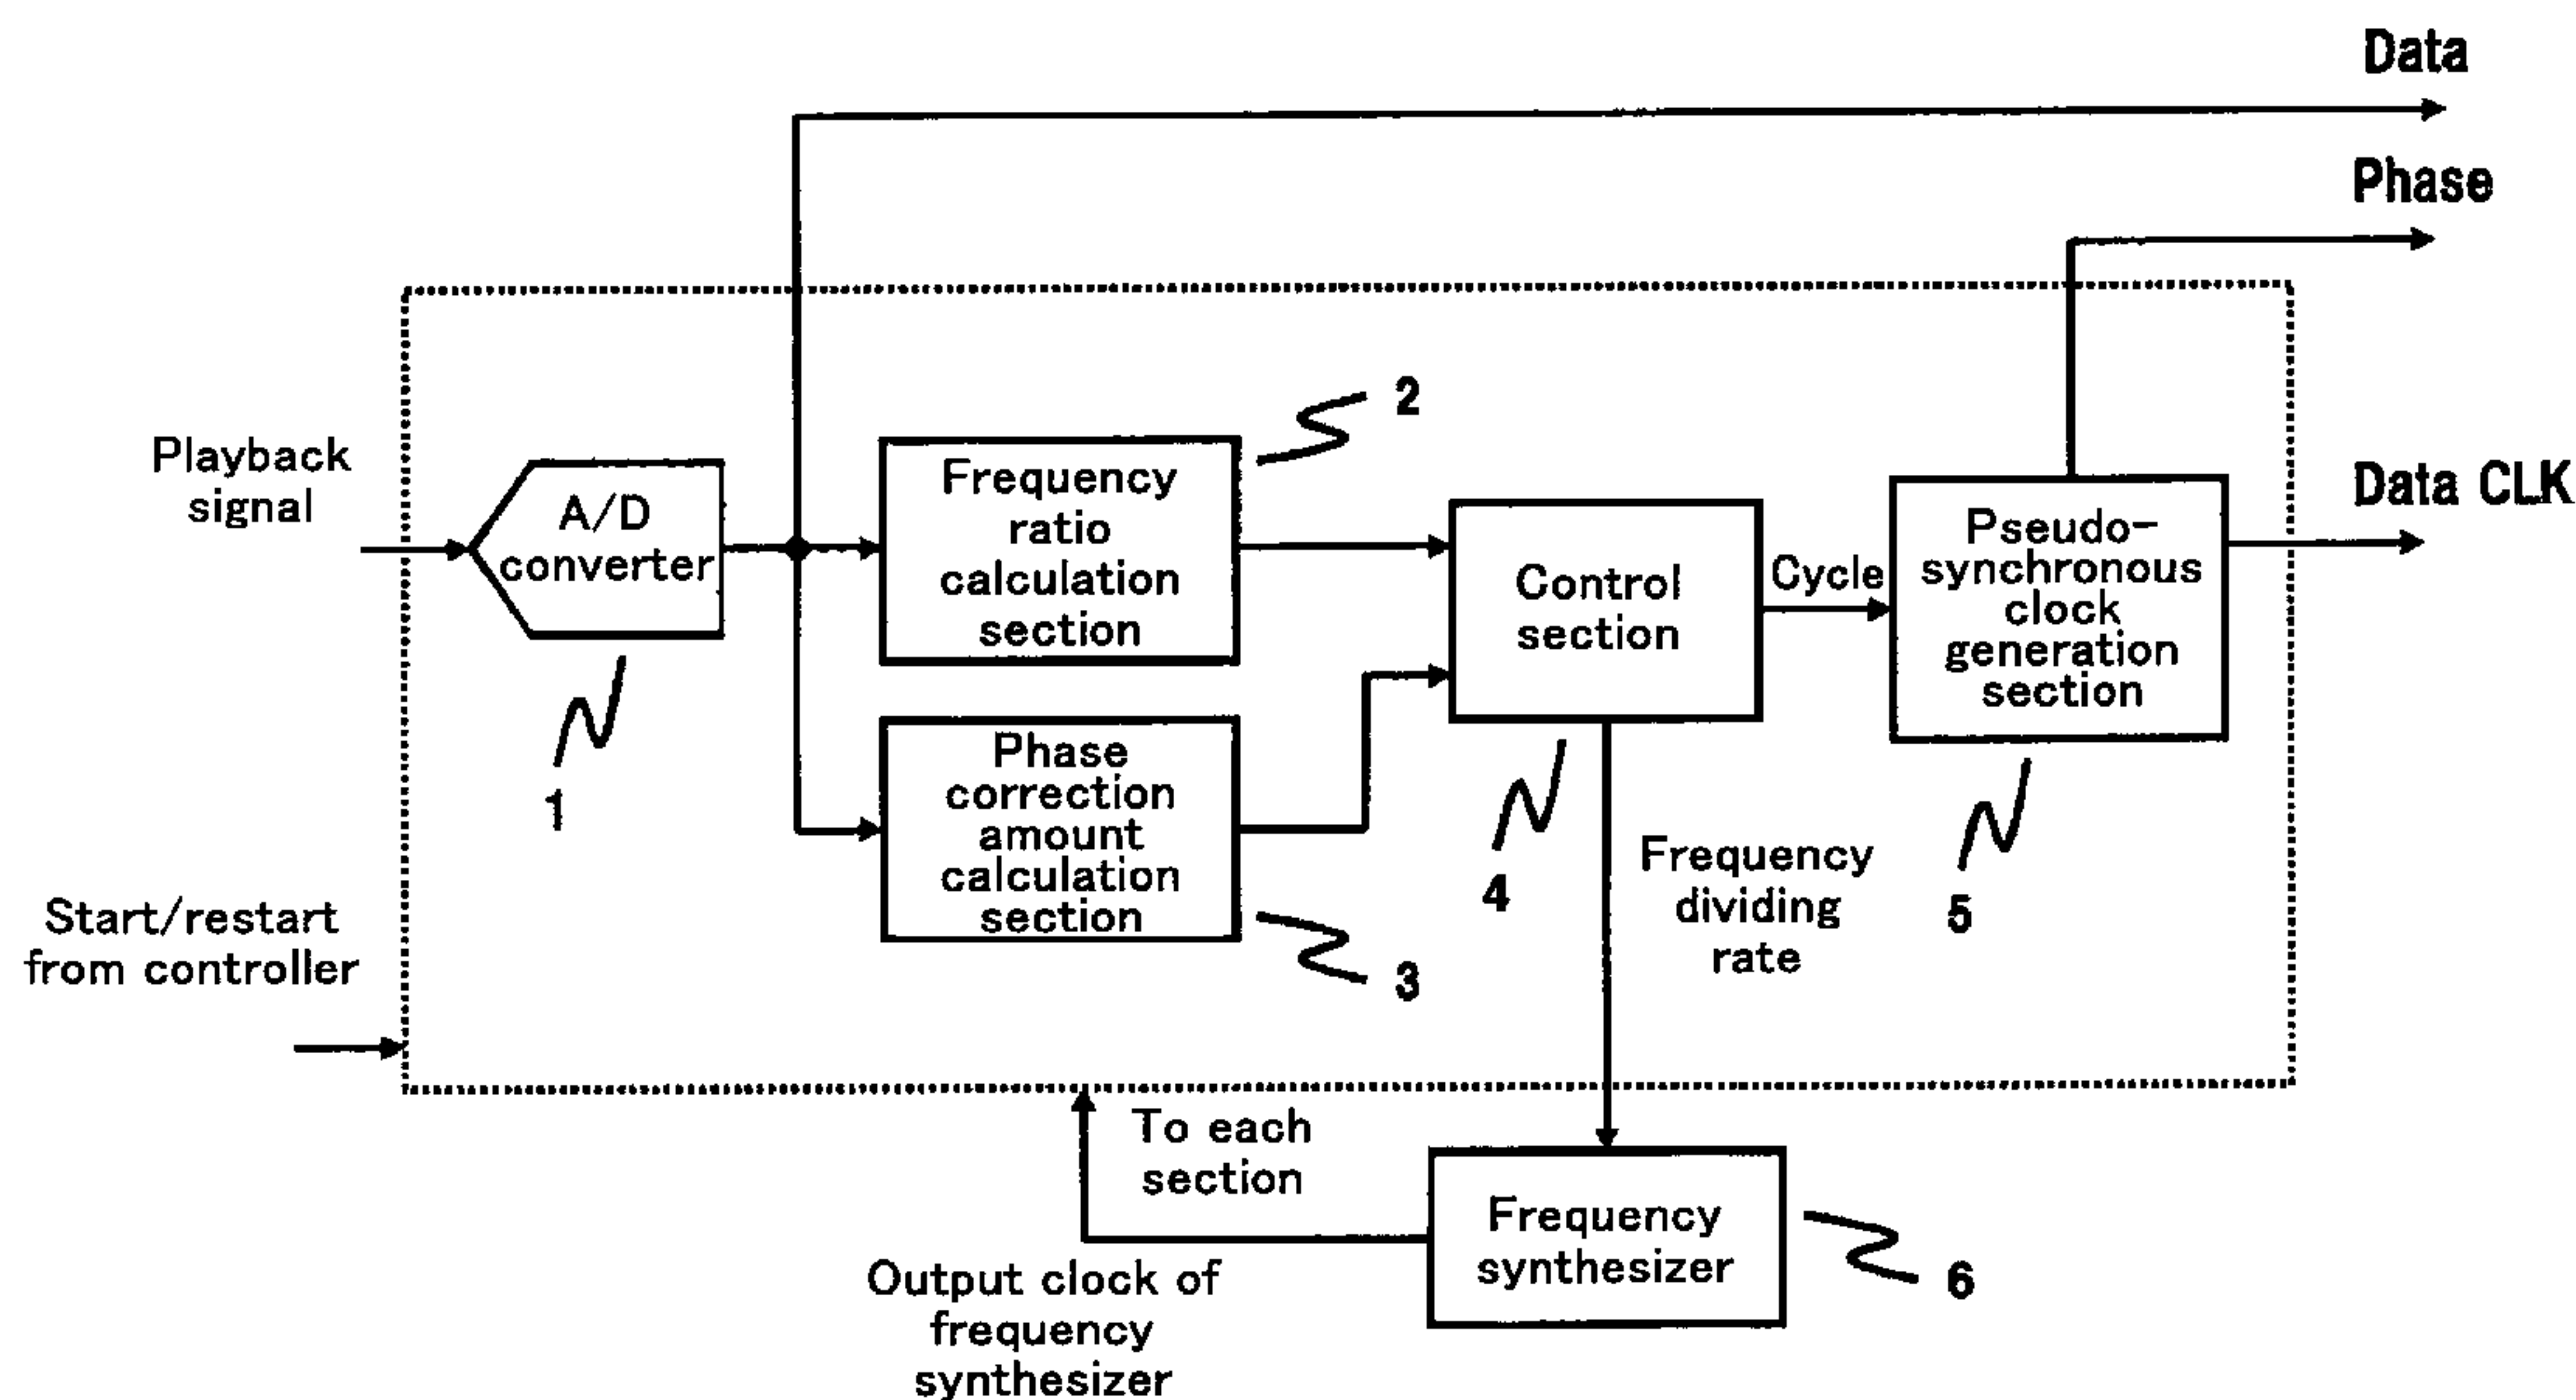 Data
Phase
Data CLK
Playback
signal
A/D
converter
1
Frequency
ratio
calculation
section
2
Phase
correction
amount
calculation
section
3
Control
section
4
Cycle
Pseudo-
synchronous
clock
generation
section
5
Frequency
dividing
rate
Start/restart
from controller
To each
section
Frequency
synthesizer
6
Output clock of
frequency
synthesizer